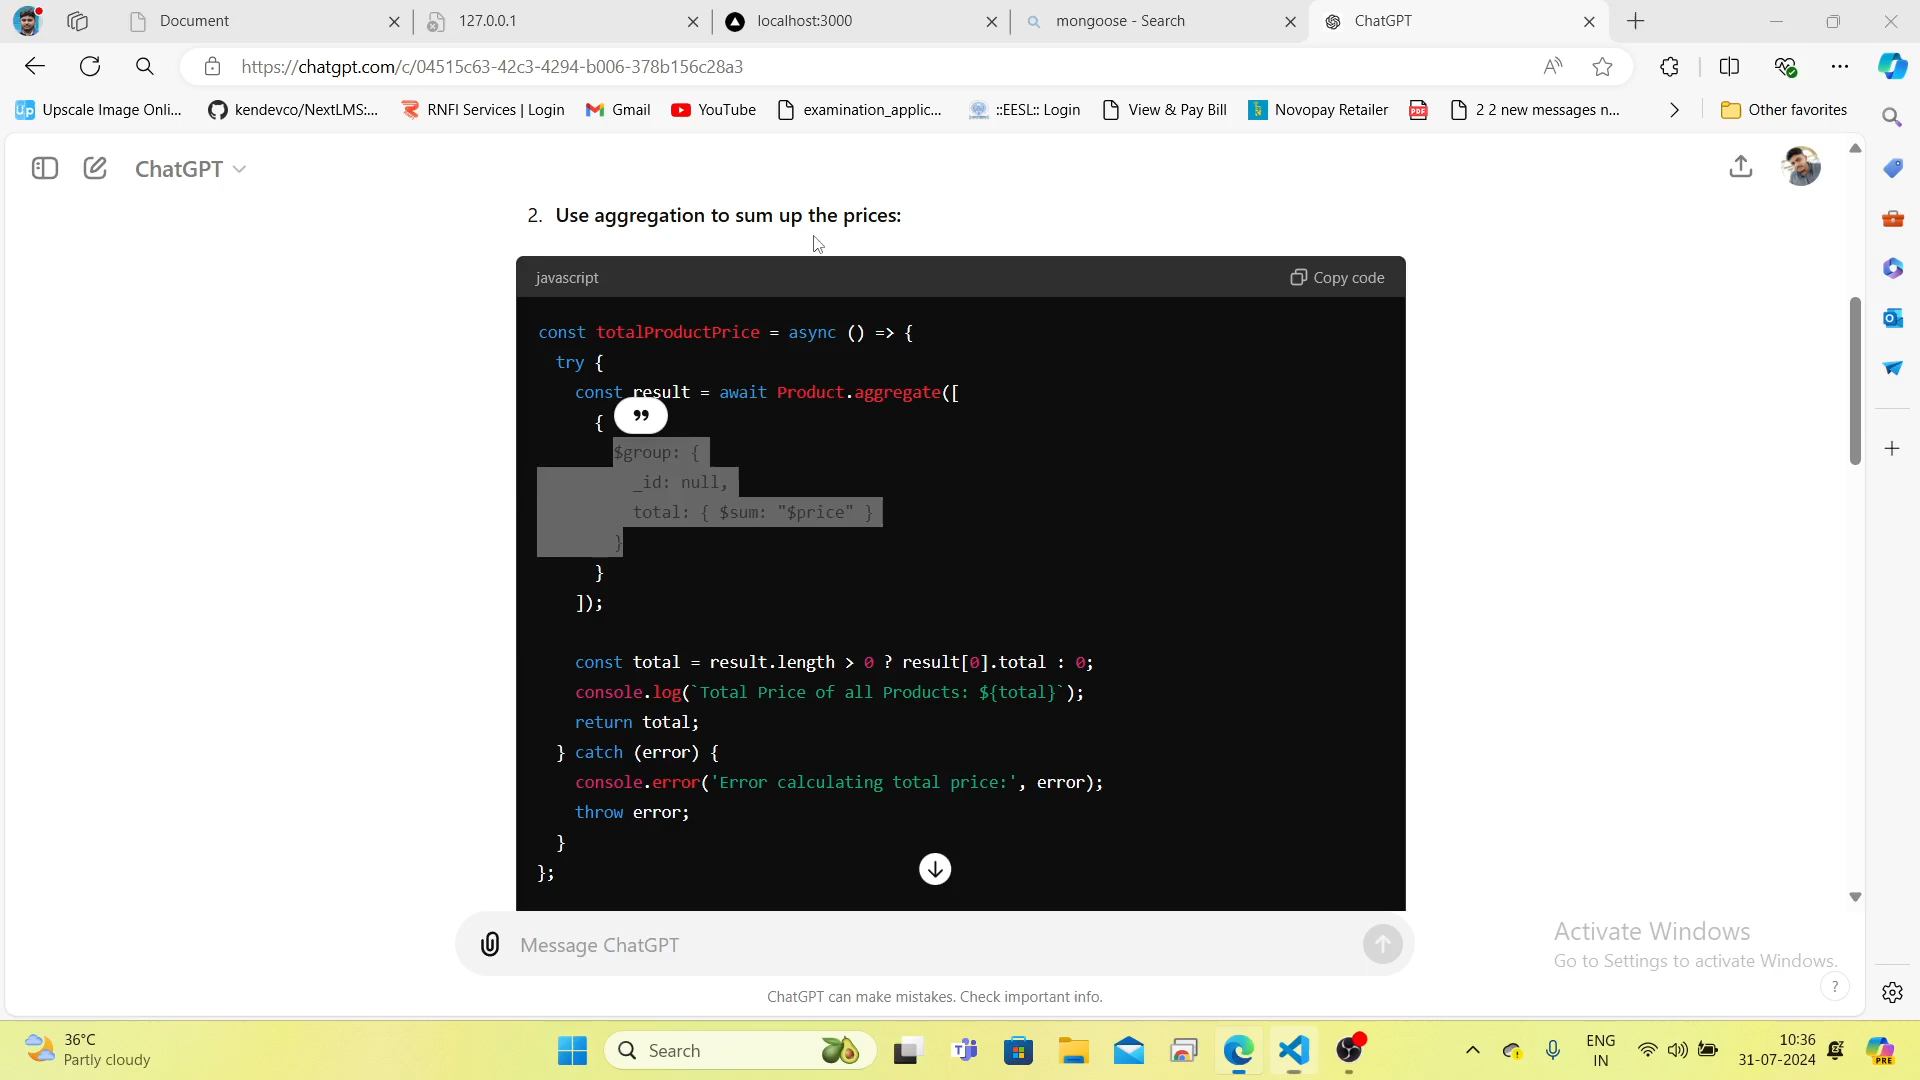 Document
127.0.0.1
localhost:3000
mongoose - Search
ChatGPT
https://chatgpt.com/c/04515c63-42c3-4294-b006-378b156c28a3
Upscale Image Onli...
kendevco/NextLMS:...
RNFI Services | Login
Gmail
YouTube
examination_applic...
::EESL:: Login
View & Pay Bill
Novopay Retailer
PDF
2 2 new messages n...
Other favorites
ChatGPT
2. Use aggregation to sum up the prices:
javascript
Copy code
const totalProductPrice = async () => {
try {
const result = await Product.aggregate([
{
$group: {
_id: null,
total: { $sum: "$price" }
}
}
]);
const total = result.length > 0 ? result[0].total : 0;
console.log(`Total Price of all Products: ${total}`);
return total;
} catch (error) {
console.error('Error calculating total price:', error);
throw error;
}
};
Message ChatGPT
ChatGPT can make mistakes. Check important info.
Activate Windows
Go to Settings to activate Windows.
?
36°C
Partly cloudy
Search
ENG
IN
10:36
31-07-2024
PRE